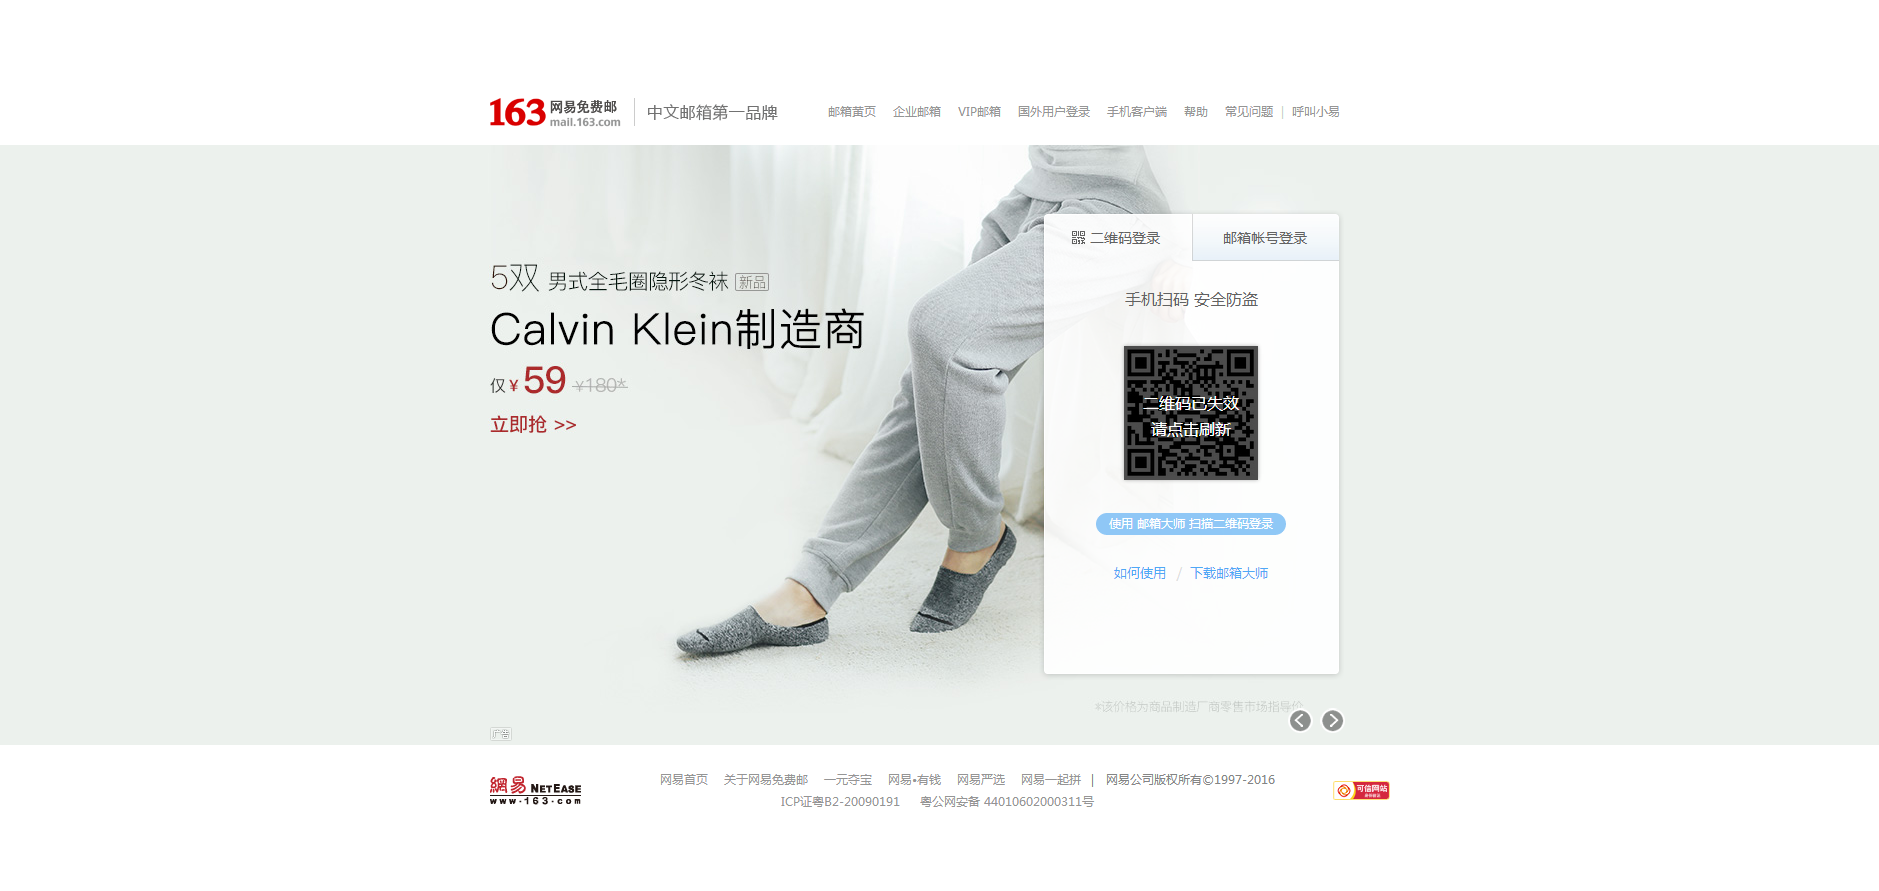 163 网易免费邮
mail.163.com
中文邮箱第一品牌
邮箱黄页 企业邮箱 VIP邮箱 国外用户登录 手机客户端 帮助 常见问题 | 呼叫小易
5双 男式全毛圈隐形冬袜 新品
Calvin Klein制造商
仅¥59 ¥180*
立即抢 >>
二维码登录 邮箱帐号登录
手机扫码 安全防盗
二维码已失效
请点击刷新
使用 邮箱大师 扫描二维码登录
如何使用 / 下载邮箱大师
*该价格为商品制造厂商零售市场指导价
广告
網易 NETEASE
www.163.com
网易首页 关于网易免费邮 一元夺宝 网易•有钱 网易严选 网易一起拼 | 网易公司版权所有©1997-2016
ICP证粤B2-20090191 粤公网安备 44010602000311号
可信网站